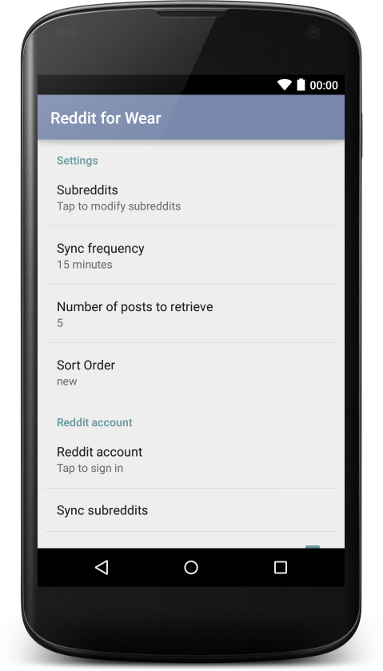 00:00
Reddit for Wear
Settings
Subreddits
Tap to modify subreddits
Sync frequency
15 minutes
Number of posts to retrieve
5
Sort Order
new
Reddit account
Reddit account
Tap to sign in
Sync subreddits